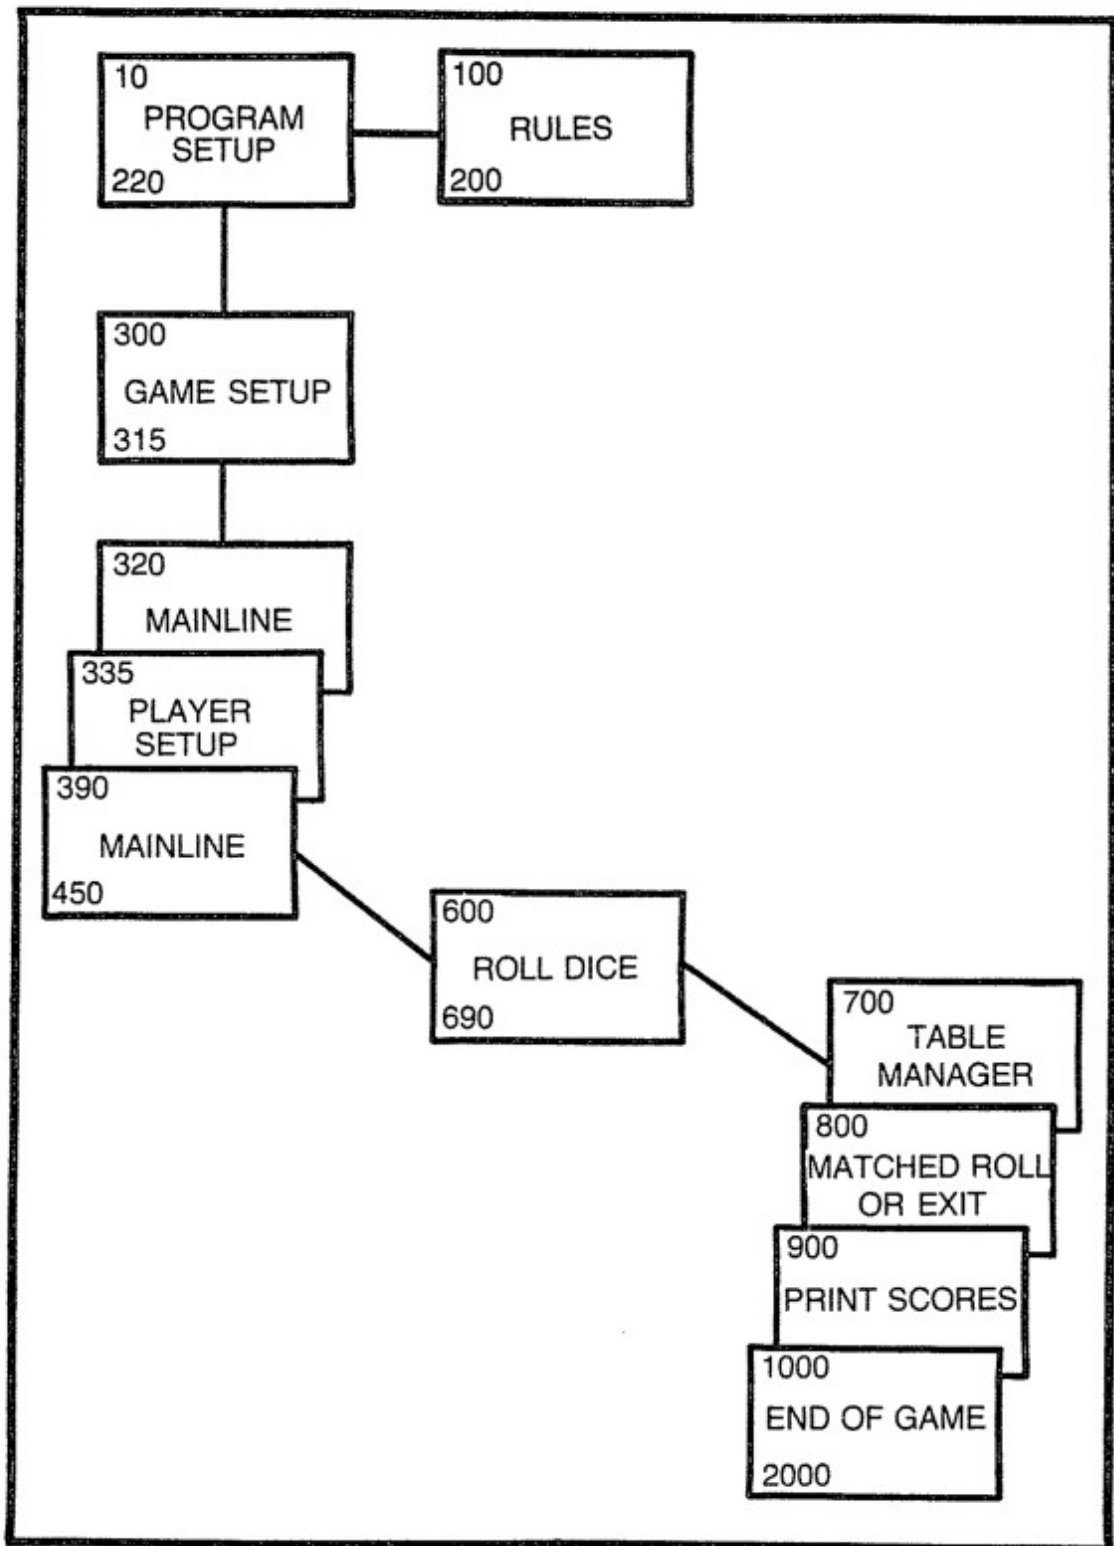 10
PROGRAM
SETUP
220
100
RULES
200
300
GAME SETUP
315
320
MAINLINE
335
PLAYER
SETUP
390
MAINLINE
450
600
ROLL DICE
690
700
TABLE
MANAGER
800
MATCHED ROLL
OR EXIT
900
PRINT SCORES
1000
END OF GAME
2000